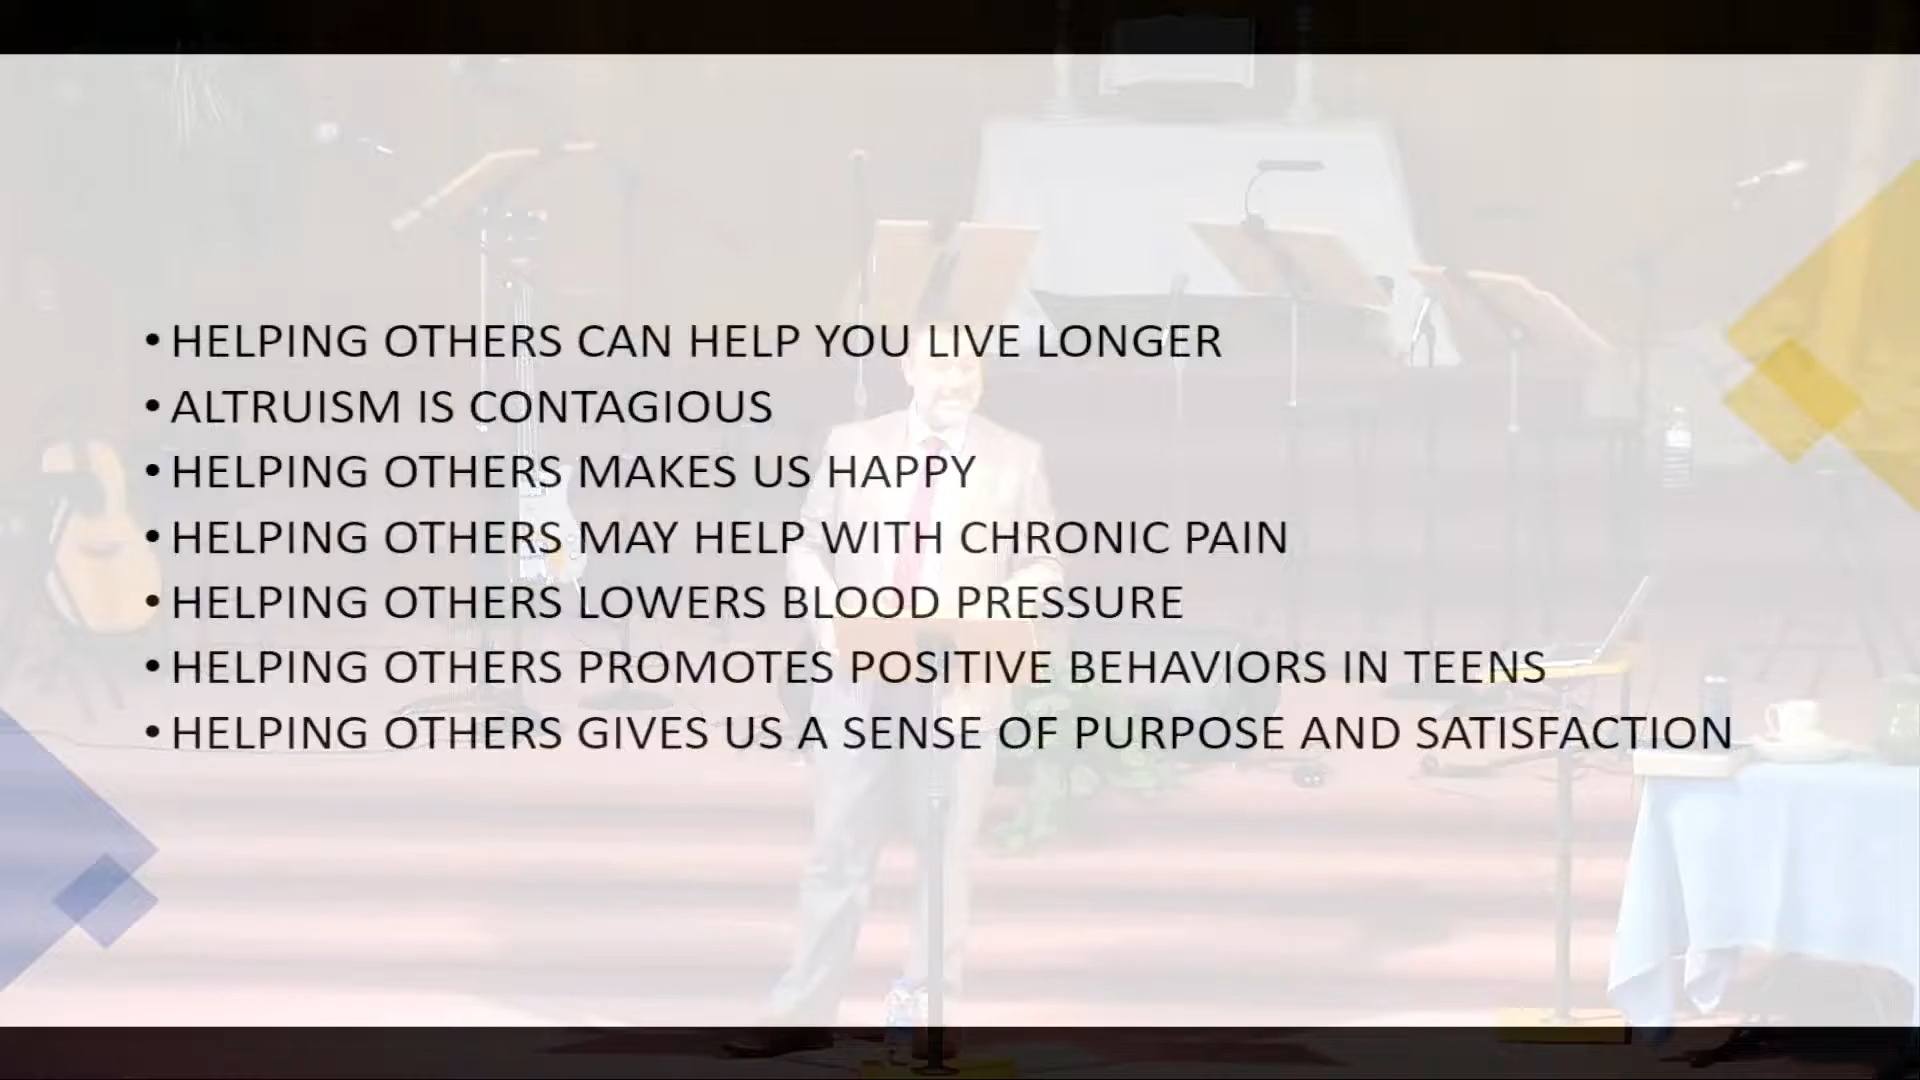 • HELPING OTHERS CAN HELP YOU LIVE LONGER
• ALTRUISM IS CONTAGIOUS
• HELPING OTHERS MAKES US HAPPY
• HELPING OTHERS MAY HELP WITH CHRONIC PAIN
• HELPING OTHERS LOWERS BLOOD PRESSURE
• HELPING OTHERS PROMOTES POSITIVE BEHAVIORS IN TEENS
• HELPING OTHERS GIVES US A SENSE OF PURPOSE AND SATISFACTION